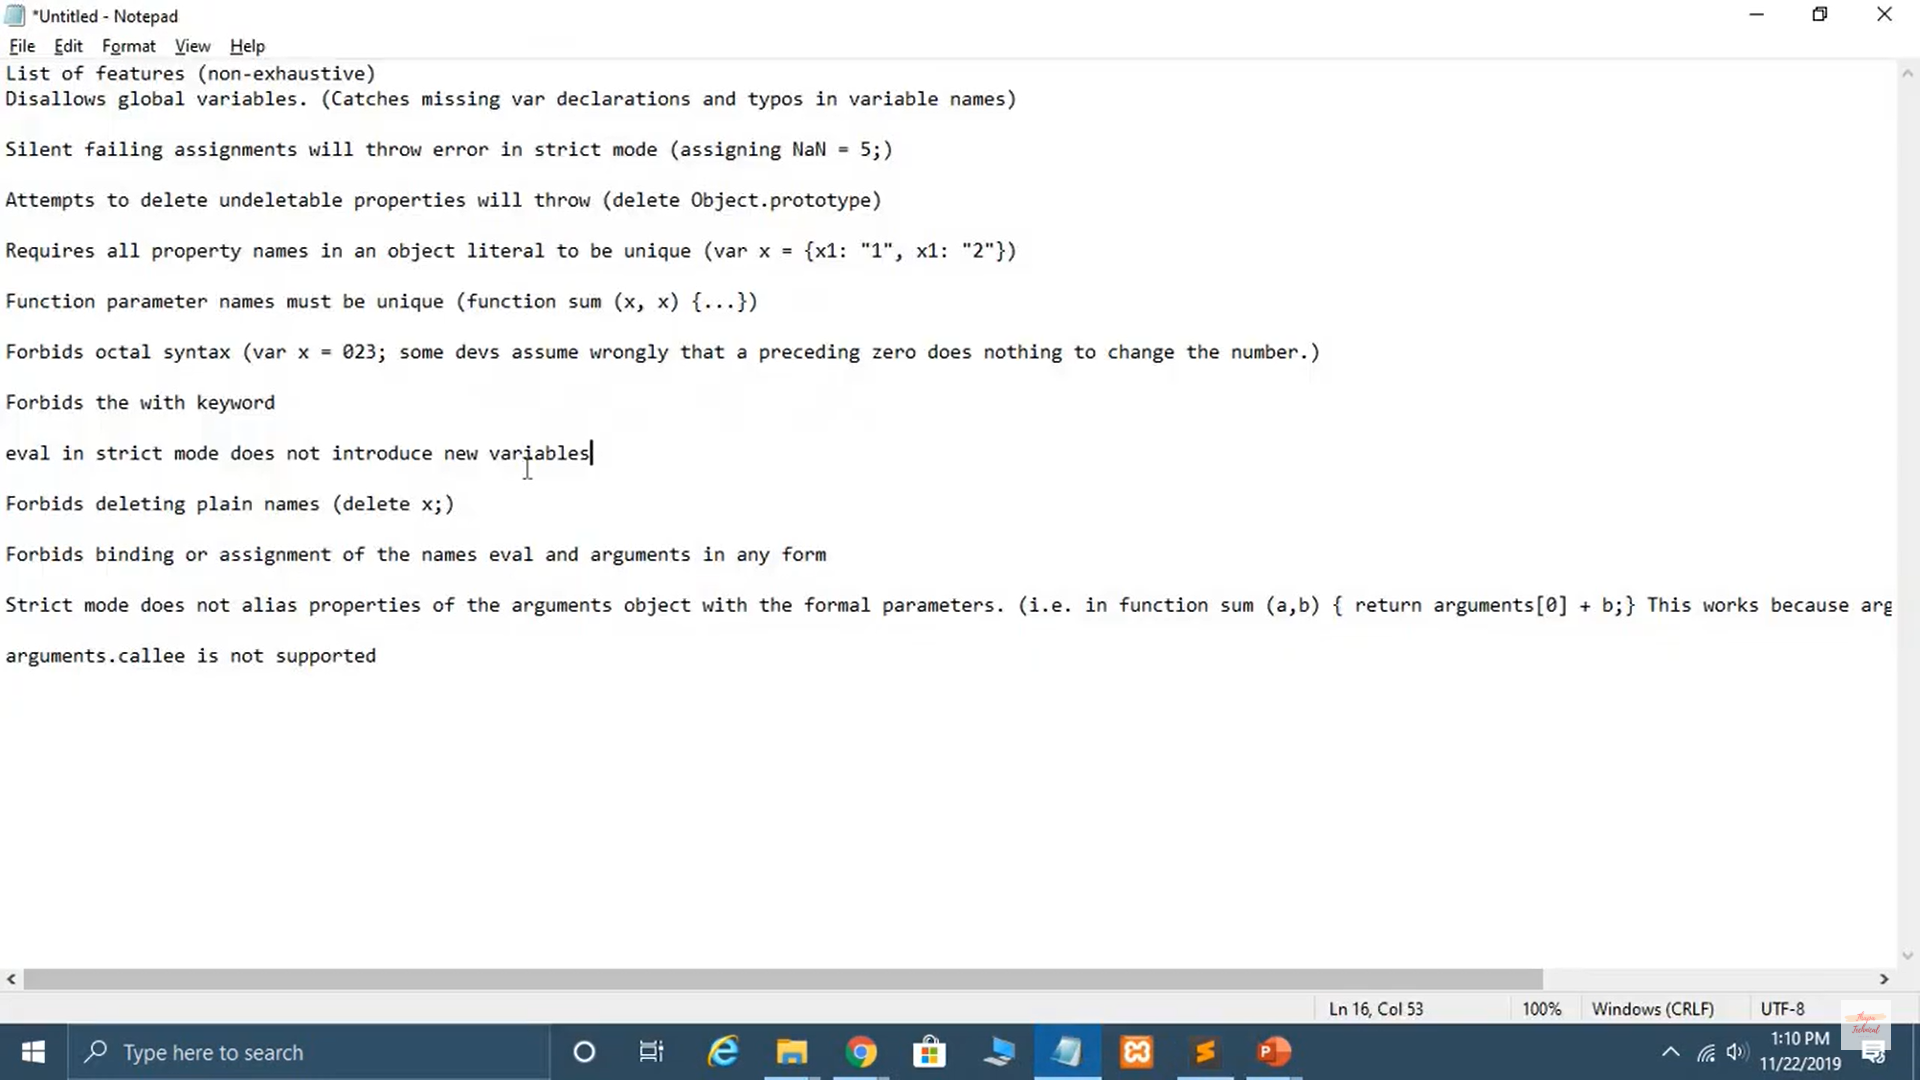 *Untitled - Notepad
File Edit Format View Help
List of features (non-exhaustive)
Disallows global variables. (Catches missing var declarations and typos in variable names)
Silent failing assignments will throw error in strict mode (assigning NaN = 5;)
Attempts to delete undeletable properties will throw (delete Object.prototype)
Requires all property names in an object literal to be unique (var x = {x1: "1", x1: "2"})
Function parameter names must be unique (function sum (x, x) {...})
Forbids octal syntax (var x = 023; some devs assume wrongly that a preceding zero does nothing to change the number.)
Forbids the with keyword
eval in strict mode does not introduce new variables
Forbids deleting plain names (delete x;)
Forbids binding or assignment of the names eval and arguments in any form
Strict mode does not alias properties of the arguments object with the formal parameters. (i.e. in function sum (a,b) { return arguments[0] + b;} This works because arg
arguments.callee is not supported
Ln 16, Col 53 100% Windows (CRLF) UTF-8
Type here to search
1:10 PM
11/22/2019